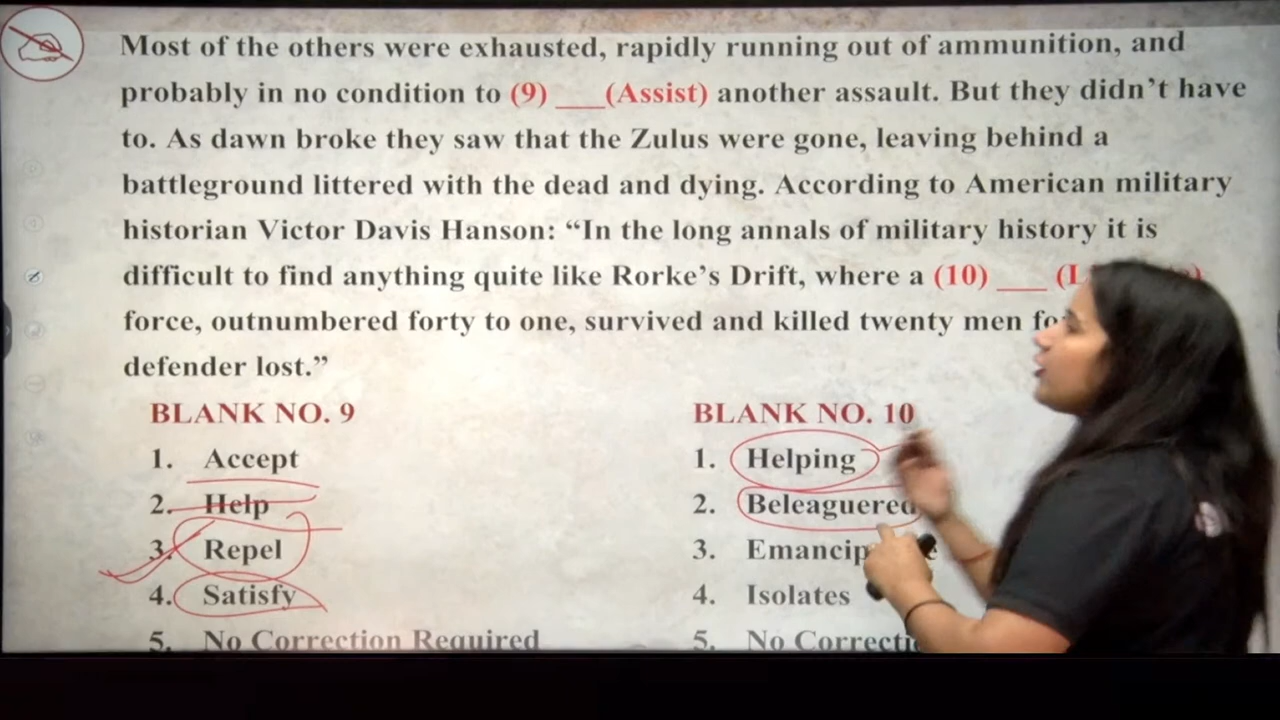 Most of the others were exhausted, rapidly running out of ammunition, and
probably in no condition to (9) ___(Assist) another assault. But they didn't have
to. As dawn broke they saw that the Zulus were gone, leaving behind a
battleground littered with the dead and dying. According to American military
historian Victor Davis Hanson: “In the long annals of military history it is
difficult to find anything quite like Rorke's Drift, where a (10) ___
force, outnumbered forty to one, survived and killed twenty men
defender lost.”
BLANK NO. 9
1. Accept
2. Help
3. Repel
4. Satisfy
5. No Correction Required
BLANK NO. 10
1. Helping
2. Beleaguered
3.
4. Isolates
5. No